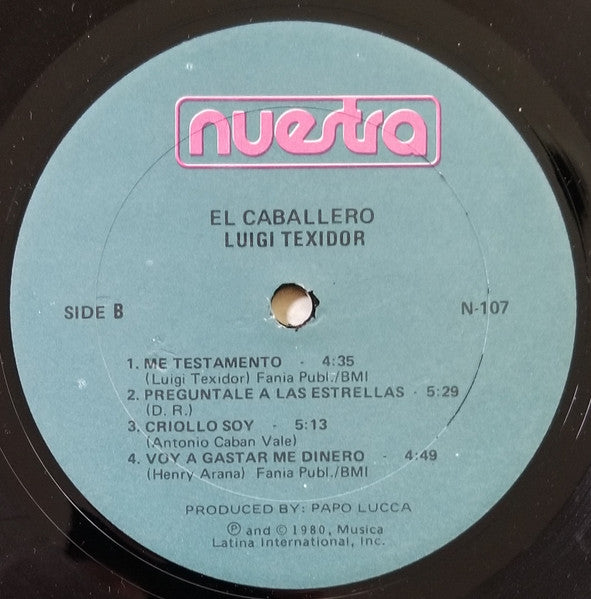 nuestra
EL CABALLERO
LUIGI TEXIDOR
SIDE B
N-107
1. ME TESTAMENTO - 4:35
(Luigi Texidor) Fania Publ./BMI
2. PREGUNTALE A LAS ESTRELLAS - 5:29
(D. R.)
3. CRIOLLO SOY - 5:13
(Antonio Caban Vale)
4. VOY A GASTAR ME DINERO - 4:49
(Henry Arana) Fania Publ./BMI
PRODUCED BY: PAPO LUCCA
Ⓟ and © 1980, Musica
Latina International, Inc.